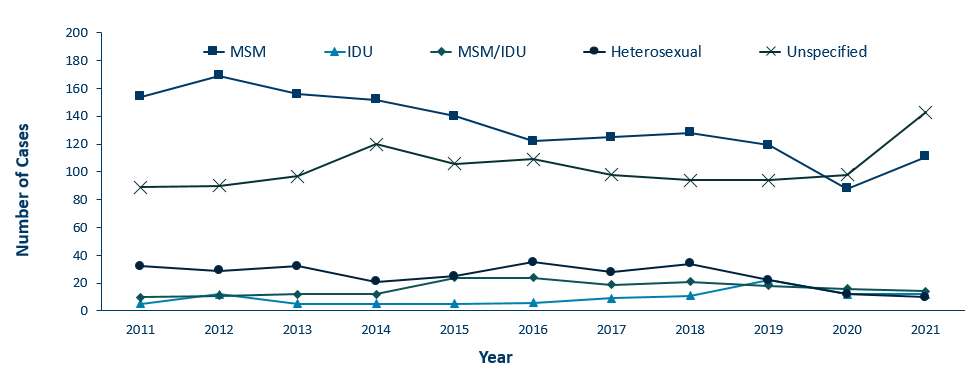 200
MSM IDU MSM/IDU Heterosexual Unspecified
180
160
140
120
100
80
60
40
20
0
Number of Cases
2011 2012 2013 2014 2015 2016 2017 2018 2019 2020 2021
Year